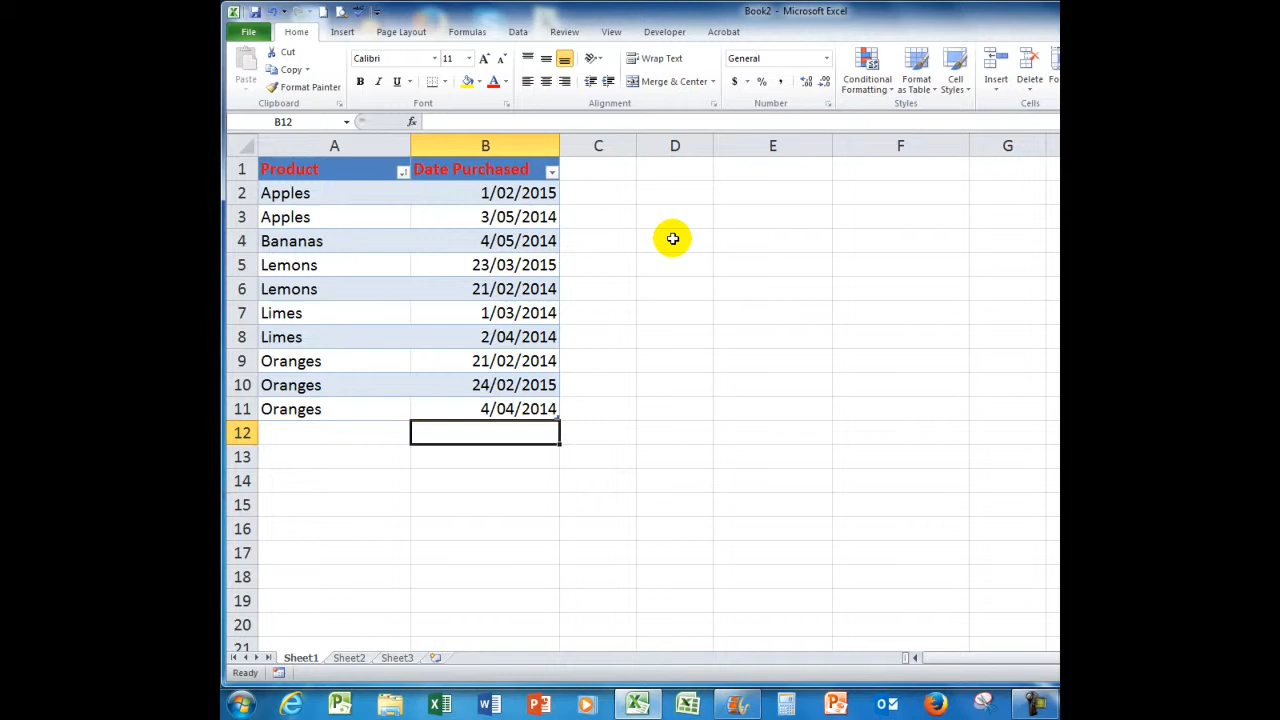 Book2 - Microsoft Excel
File Home Insert Page Layout Formulas Data Review View Developer Acrobat
Paste Cut Copy Format Painter
Calibri 11
B I U
Wrap Text
Merge & Center
General
$ % ,
Conditional Formatting Format as Table Cell Styles Insert Delete
Clipboard Font Alignment Number Styles Cells
B12 fx
A B C D E F G
1 Product Date Purchased
2 Apples 1/02/2015
3 Apples 3/05/2014
4 Bananas 4/05/2014
5 Lemons 23/03/2015
6 Lemons 21/02/2014
7 Limes 1/03/2014
8 Limes 2/04/2014
9 Oranges 21/02/2014
10 Oranges 24/02/2015
11 Oranges 4/04/2014
12
13
14
15
16
17
18
19
20
21
Sheet1 Sheet2 Sheet3
Ready